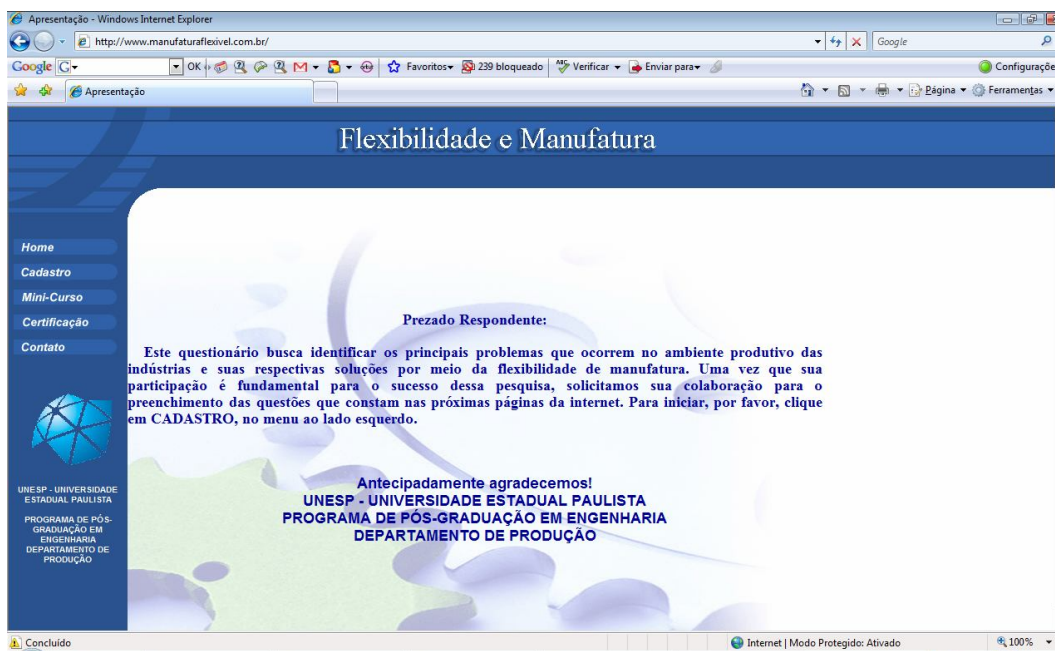 Apresentação - Windows Internet Explorer
http://www.manufaturaflexivel.com.br/
Google
Google G
OK
Favoritos
239 bloqueado
Verificar
Enviar para
Configuraçõe
Apresentação
Página
Ferramentas
Flexibilidade e Manufatura
Home
Cadastro
Mini-Curso
Certificação
Contato
UNESP - UNIVERSIDADE
ESTADUAL PAULISTA
PROGRAMA DE PÓS-
GRADUAÇÃO EM
ENGENHARIA
DEPARTAMENTO DE
PRODUÇÃO
Prezado Respondente:
Este questionário busca identificar os principais problemas que ocorrem no ambiente produtivo das
indústrias e suas respectivas soluções por meio da flexibilidade de manufatura. Uma vez que sua
participação é fundamental para o sucesso dessa pesquisa, solicitamos sua colaboração para o
preenchimento das questões que constam nas próximas páginas da internet. Para iniciar, por favor, clique
em CADASTRO, no menu ao lado esquerdo.
Antecipadamente agradecemos!
UNESP - UNIVERSIDADE ESTADUAL PAULISTA
PROGRAMA DE PÓS-GRADUAÇÃO EM ENGENHARIA
DEPARTAMENTO DE PRODUÇÃO
Concluído
Internet | Modo Protegido: Ativado
100%